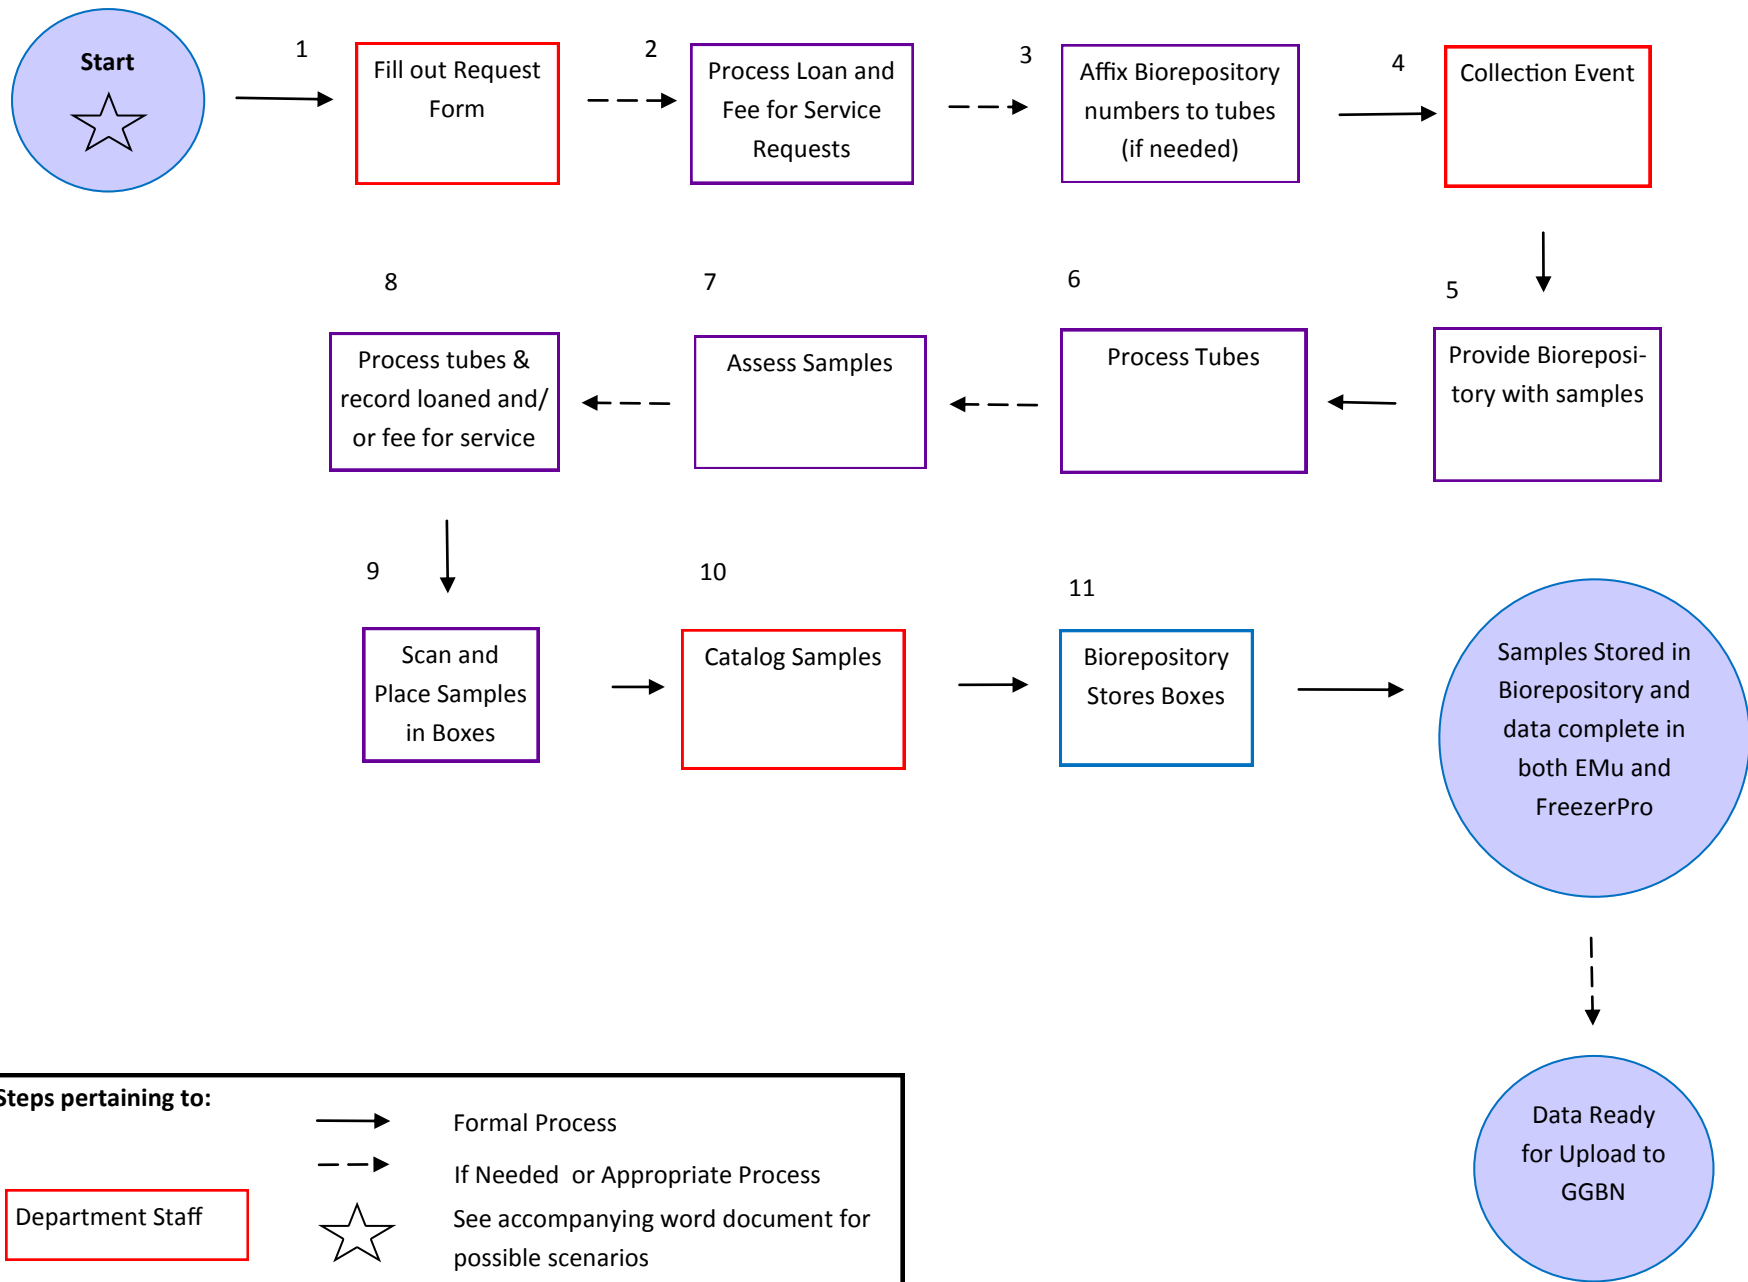 Start
1
Fill out Request
Form
2
Process Loan and
Fee for Service
Requests
3
Affix Biorepository
numbers to tubes
(if needed)
4
Collection Event
5
Provide Bioreposi-
tory with samples
6
Process Tubes
7
Assess Samples
8
Process tubes &
record loaned and/
or fee for service
9
Scan and
Place Samples
in Boxes
10
Catalog Samples
11
Biorepository
Stores Boxes
Samples Stored in
Biorepository and
data complete in
both EMu and
FreezerPro
Data Ready
for Upload to
GGBN
Steps pertaining to:
Formal Process
If Needed or Appropriate Process
Department Staff
See accompanying word document for
possible scenarios